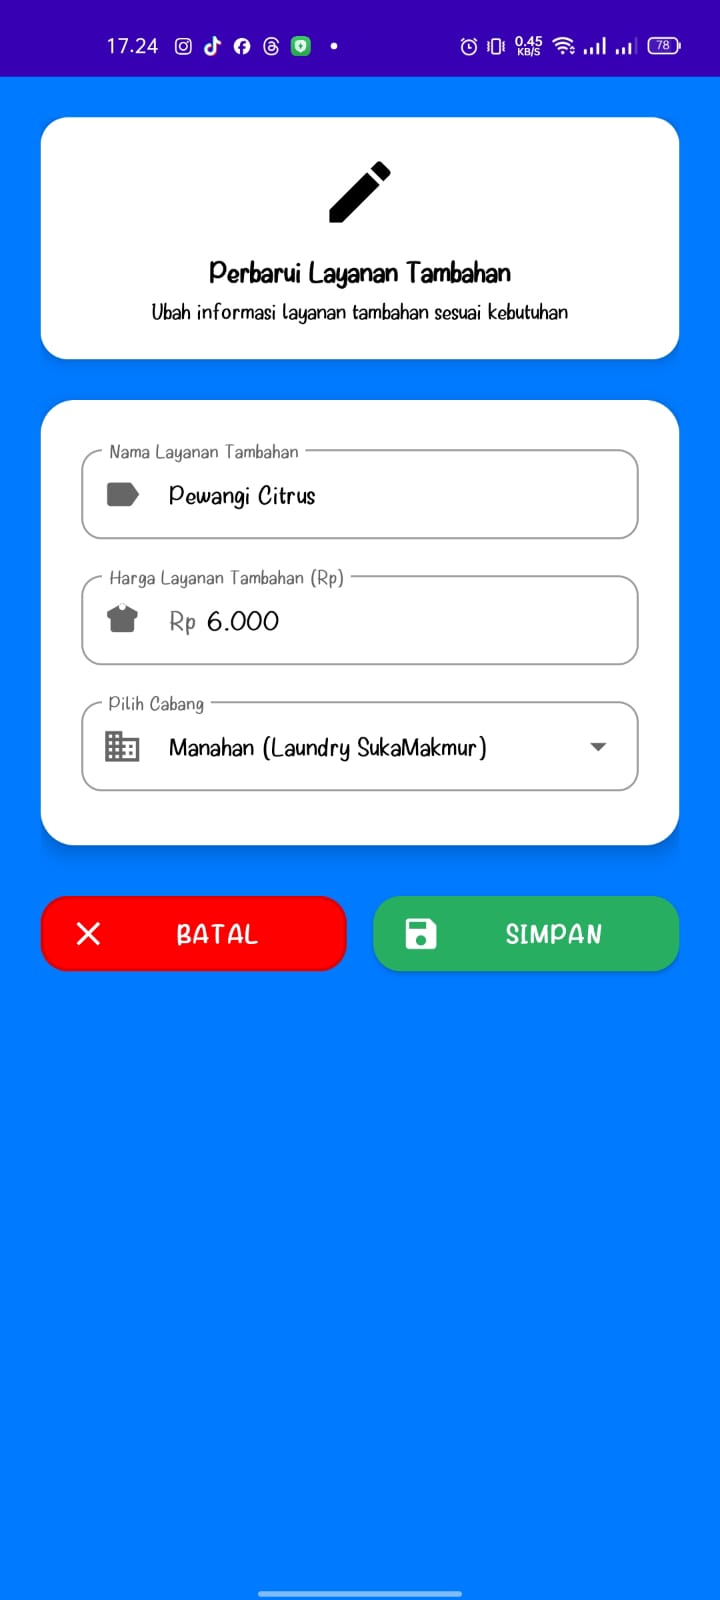 17.24
0.45
KB/S
78
Perbarui Layanan Tambahan
Ubah informasi layanan tambahan sesuai kebutuhan
Nama Layanan Tambahan
Pewangi Citrus
Harga Layanan Tambahan (Rp)
Rp 6.000
Pilih Cabang
Manahan (Laundry SukaMakmur)
BATAL
SIMPAN